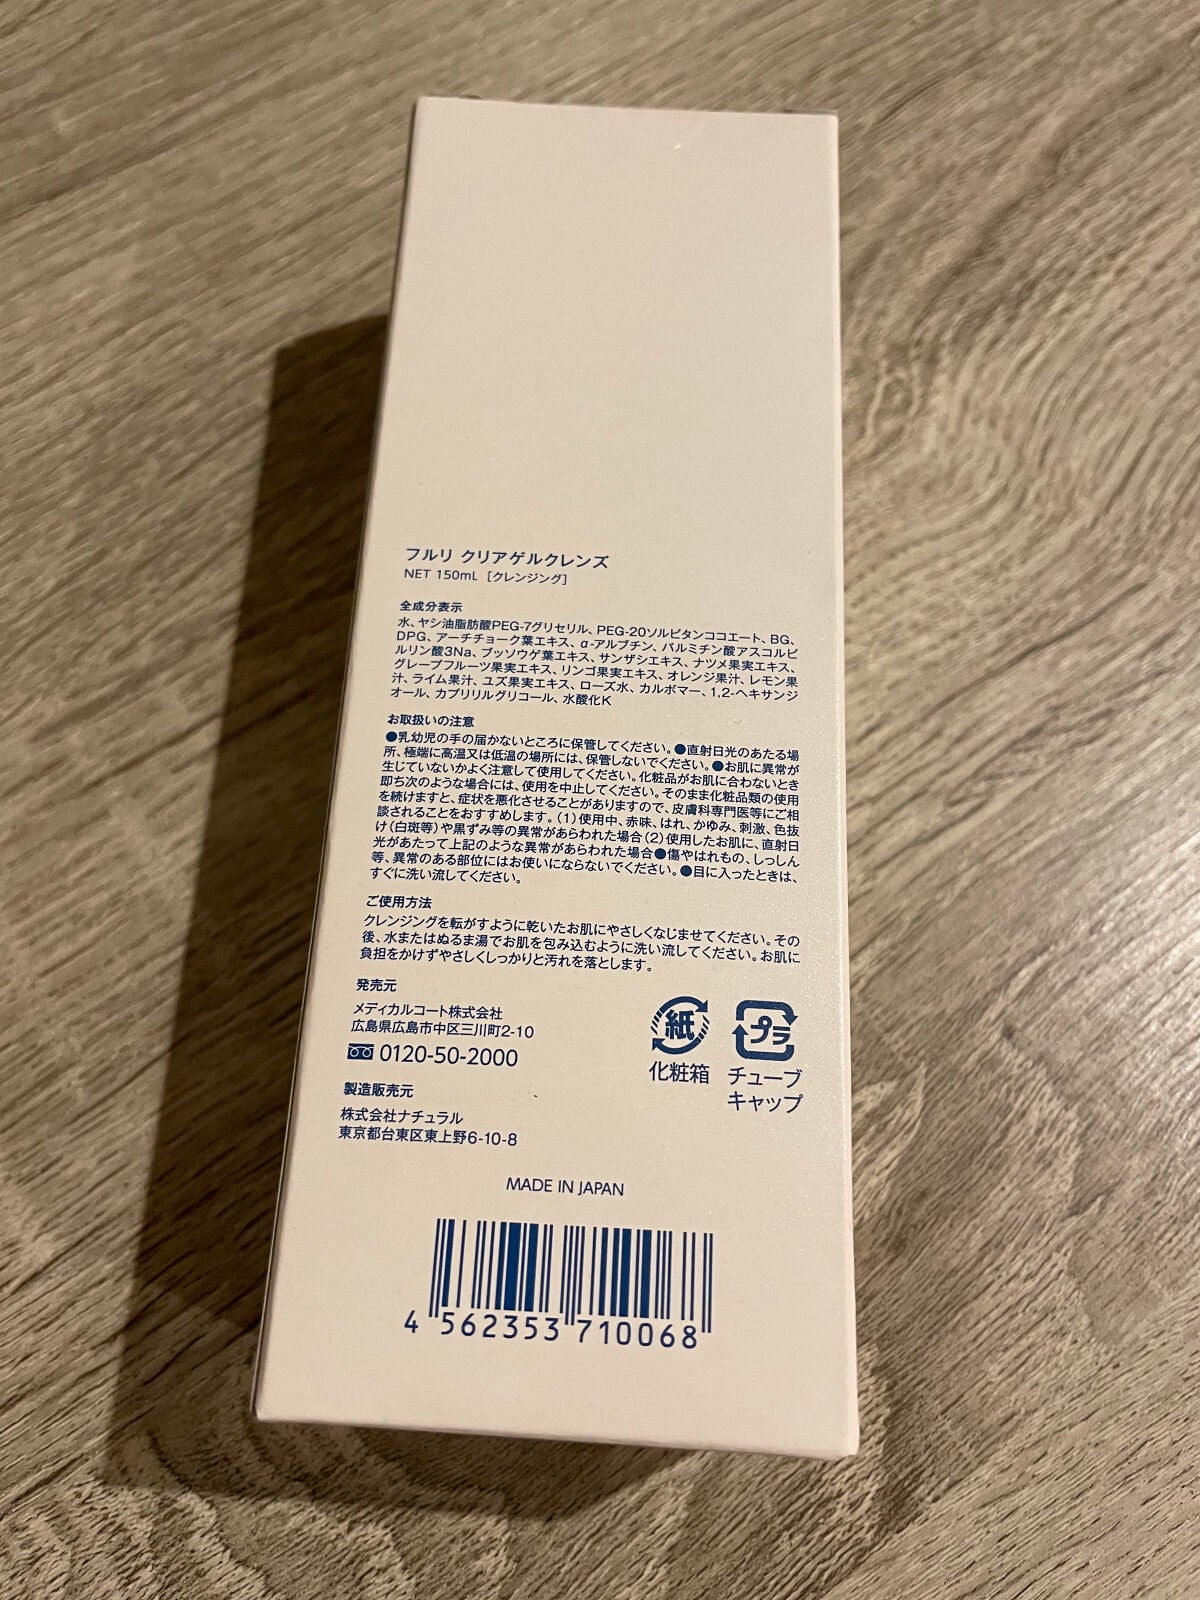 フルリ クリアゲルクレンズ
NET 150mL [クレンジング]
全成分表示
水、ヤシ油脂肪酸PEG-7グリセリル、PEG-20ソルビタンココエート、BG、
DPG、アーチチョーク葉エキス、α-アルブチン、パルミチン酸アスコルビ
ルリン酸3Na、ブッソウゲ葉エキス、サンザシエキス、ナツメ果実エキス、
グレープフルーツ果実エキス、リンゴ果実エキス、オレンジ果汁、レモン果
汁、ライム果汁、ユズ果実エキス、ローズ水、カルボマー、1,2-ヘキサンジ
オール、カプリリルグリコール、水酸化K
お取扱いの注意
●乳幼児の手の届かないところに保管してください。●直射日光のあたる場
所、極端に高温又は低温の場所には、保管しないでください。●お肌に異常が
生じていないかよく注意して使用してください。化粧品がお肌に合わないとき
即ち次のような場合には、使用を中止してください。そのまま化粧品類の使用
を続けますと、症状を悪化させることがありますので、皮膚科専門医等にご相
談されることをおすすめします。(1)使用中、赤味、はれ、かゆみ、刺激、色抜
け(白斑等)や黒ずみ等の異常があらわれた場合(2)使用したお肌に、直射日
光があたって上記のような異常があらわれた場合●傷やはれもの、しっしん
等、異常のある部位にはお使いにならないでください。●目に入ったときは、
すぐに洗い流してください。
ご使用方法
クレンジングを転がすように乾いたお肌にやさしくなじませてください。その
後、水またはぬるま湯でお肌を包み込むように洗い流してください。お肌に
負担をかけずやさしくしっかりと汚れを落とします。
発売元
メディカルコート株式会社
広島県広島市中区三川町2-10
0120-50-2000
製造販売元
株式会社ナチュラル
東京都台東区東上野6-10-8
紙
化粧箱
プラ
チューブ
キャップ
MADE IN JAPAN
4 562353 710068